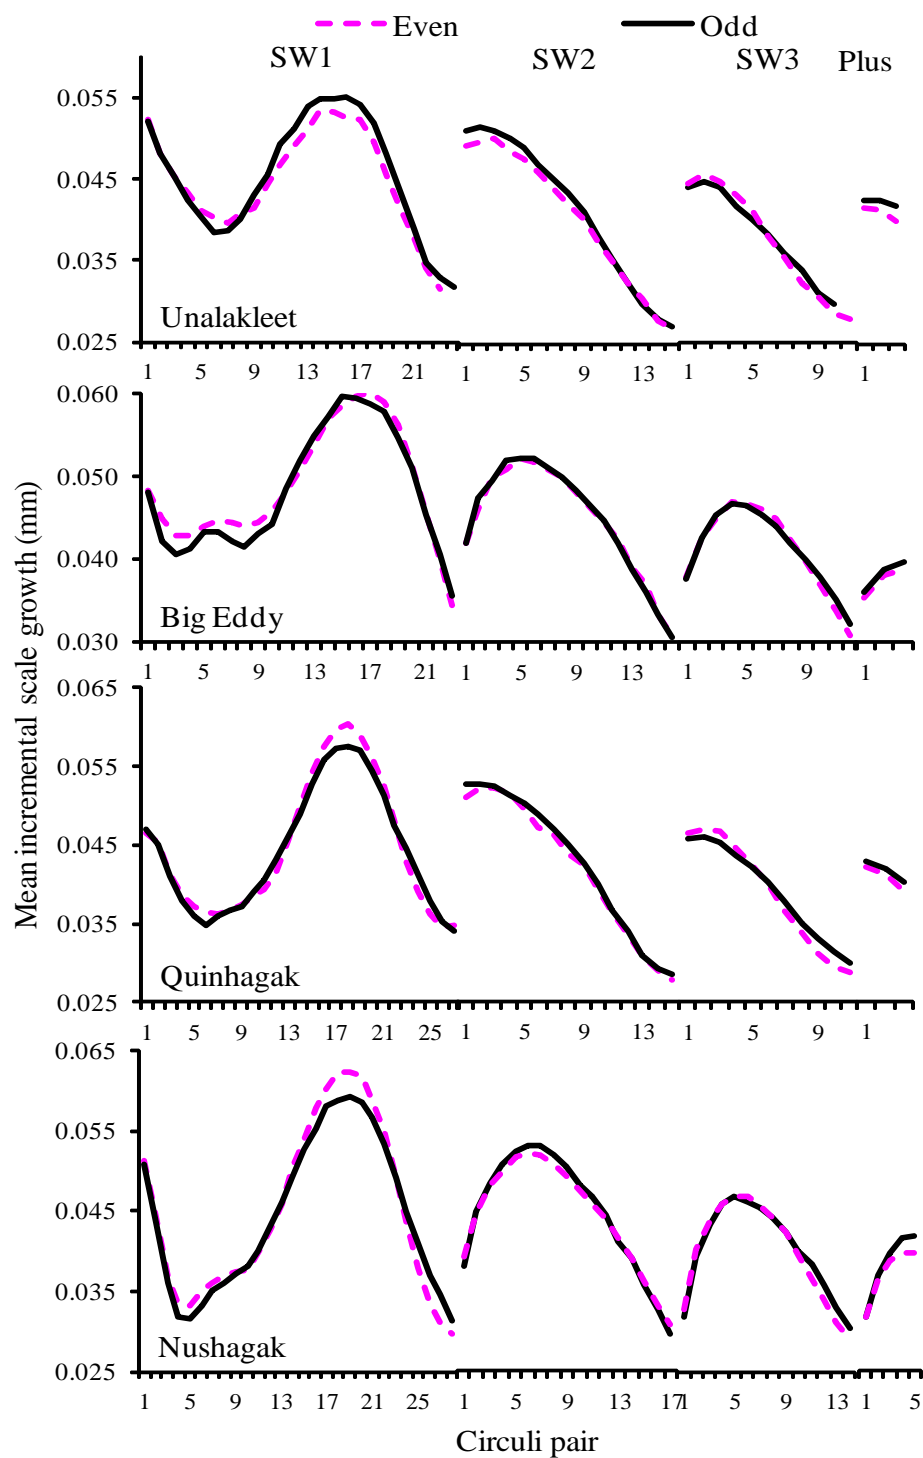 Even Odd
SW1 SW2 SW3 Plus
Mean incremental scale growth (mm)
0.055
0.045
0.035
0.025
Unalakleet
1 5 9 13 17 21 1 5 9 13 1 5 9 1
0.060
0.050
0.040
0.030
Big Eddy
1 5 9 13 17 21 1 5 9 13 1 5 9 1
0.065
0.055
0.045
0.035
0.025
Quinhagak
1 5 9 13 17 21 25 1 5 9 13 1 5 9 1
0.065
0.055
0.045
0.035
0.025
Nushagak
1 5 9 13 17 21 25 1 5 9 13 17 1 5 9 13 1 5
Circuli pair